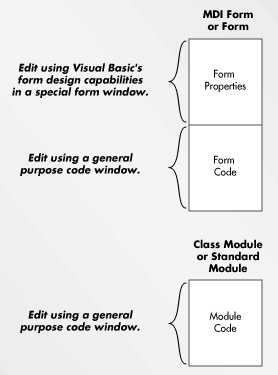 MDI Form
or Form
Edit using Visual Basic's
form design capabilities
in a special form window.
Form
Properties
Edit using a general
purpose code window.
Form
Code
Class Module
or Standard
Module
Edit using a general
purpose code window.
Module
Code